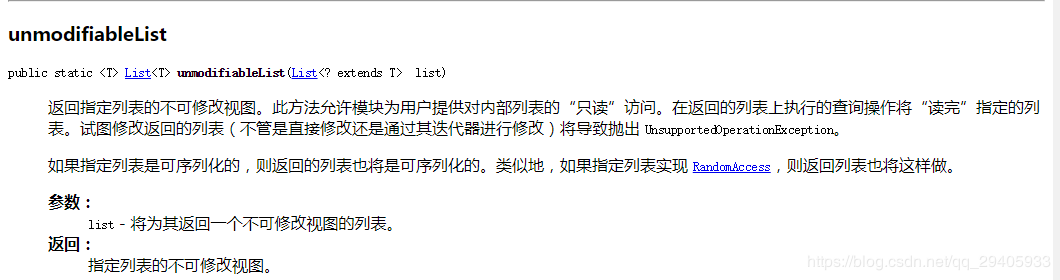 unmodifiableList
public static <T> List<T> unmodifiableList(List<? extends T> list)
返回指定列表的不可修改视图。此方法允许模块为用户提供对内部列表的“只读”访问。在返回的列表上执行的查询操作将“读完”指定的列
表。试图修改返回的列表（不管是直接修改还是通过其迭代器进行修改）将导致抛出 UnsupportedOperationException。
如果指定列表是可序列化的，则返回的列表也将是可序列化的。类似地，如果指定列表实现 RandomAccess，则返回列表也将这样做。
参数：
list - 将为其返回一个不可修改视图的列表。
返回：
指定列表的不可修改视图。
https://blog.csdn.net/qq_29405933